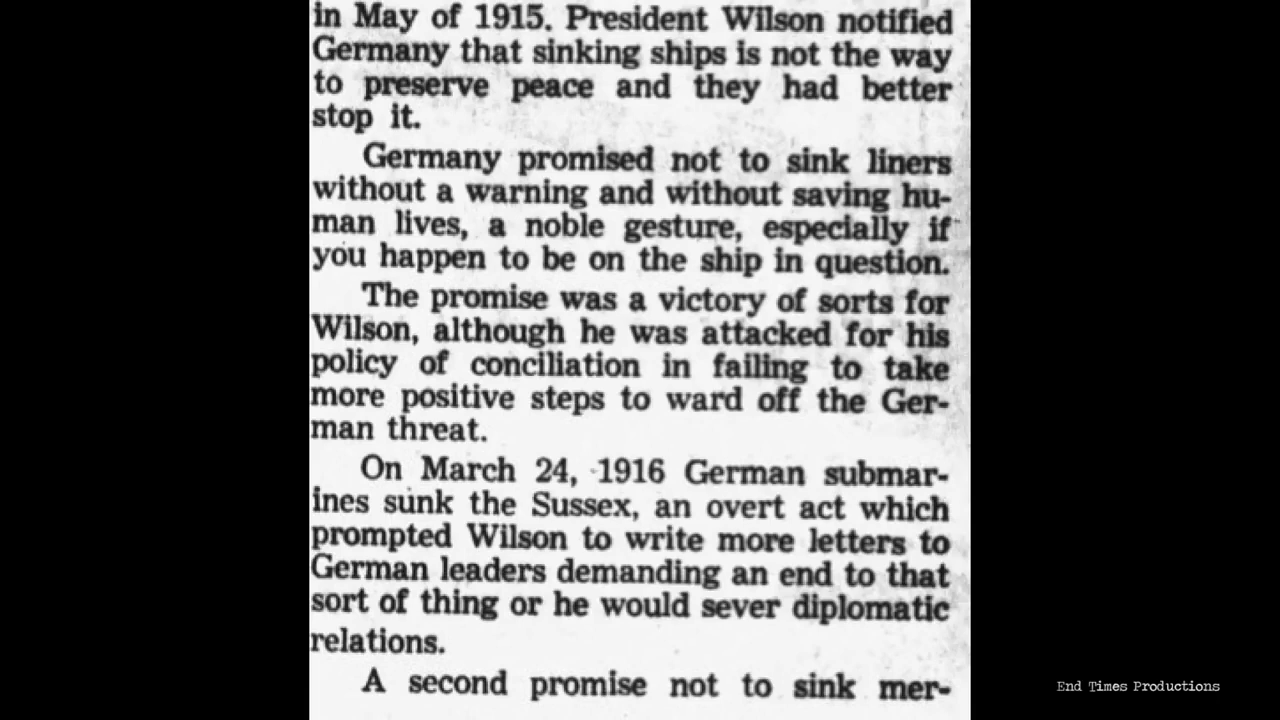 in May of 1915. President Wilson notified
Germany that sinking ships is not the way
to preserve peace and they had better
stop it.
Germany promised not to sink liners
without a warning and without saving hu-
man lives, a noble gesture, especially if
you happen to be on the ship in question.
The promise was a victory of sorts for
Wilson, although he was attacked for his
policy of conciliation in failing to take
more positive steps to ward off the Ger-
man threat.
On March 24, 1916 German submar-
ines sunk the Sussex, an overt act which
prompted Wilson to write more letters to
German leaders demanding an end to that
sort of thing or he would sever diplomatic
relations.
A second promise not to sink mer-
End Times Productions